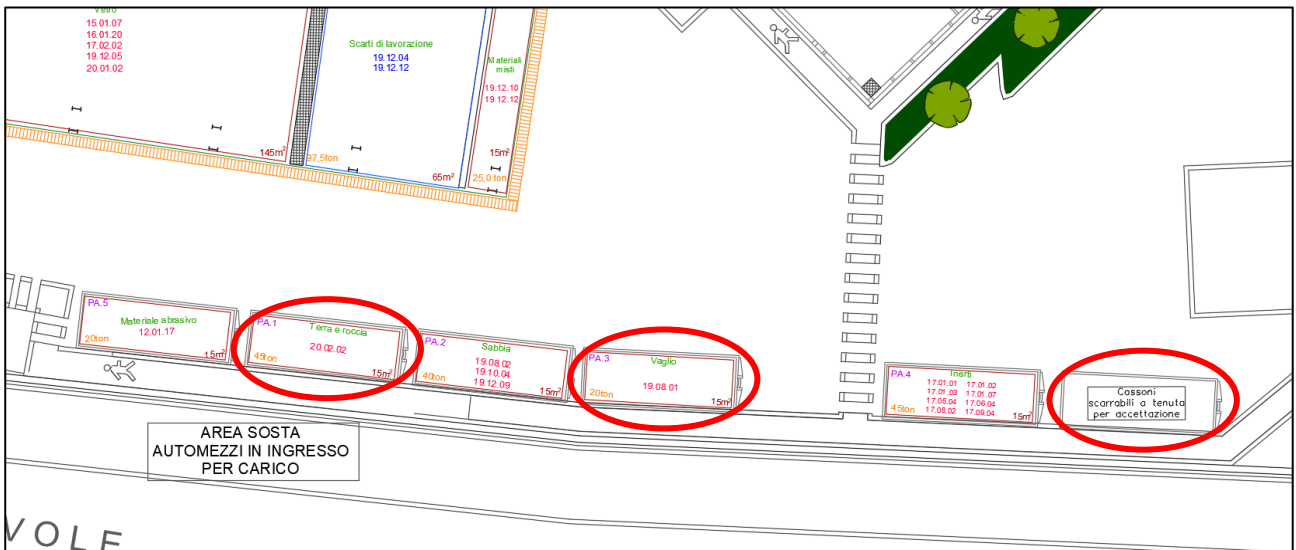 Vetro
15.01.07
16.01.20
17.02.02
19.12.05
20.01.02
145m²
Scarti di lavorazione
19.12.04
19.12.12
97,5ton
65m²
Materiali
misti
19.12.10
19.12.12
15m²
25,0 ton
PA.5
Materiale abrasivo
12.01.17
20ton
15m²
PA.1
Terra e roccia
20.02.02
45ton
15m²
PA.2
Sabbia
19.08.02
19.10.04
19.12.09
40ton
15m²
PA.3
Vaglio
19.08.01
20ton
15m²
PA.4
Inerti
17.01.01 17.01.02
17.01.03 17.01.07
17.05.04 17.06.04
17.08.02 17.09.04
45ton
15m²
Cassoni
scarrabili a tenuta
per accettazione
AREA SOSTA
AUTOMEZZI IN INGRESSO
PER CARICO
VOLE